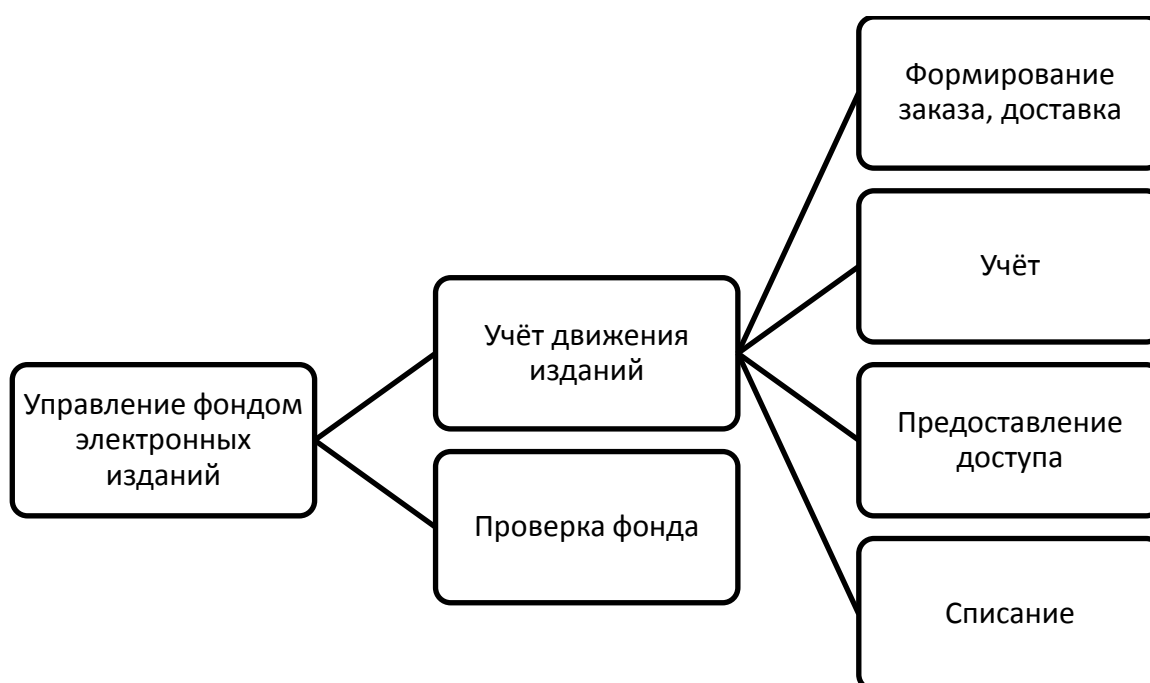 Управление фондом
электронных
изданий
Учёт движения
изданий
Проверка фонда
Формирование
заказа, доставка
Учёт
Предоставление
доступа
Списание